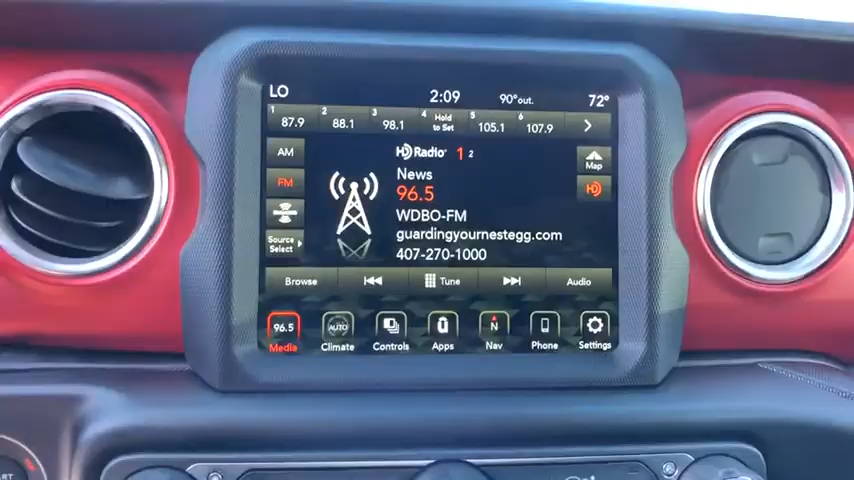 LO 2:09 90°out. 72°
1 87.9 2 88.1 3 98.1 4 Hold to Set 5 105.1 6 107.9
AM
HD Radio 1 2
Map
News
FM
96.5
HD
WDBO-FM
guardingyournestegg.com
Source Select
407-270-1000
Browse Tune Audio
96.5 AUTO N
Media Climate Controls Apps Nav Phone Settings